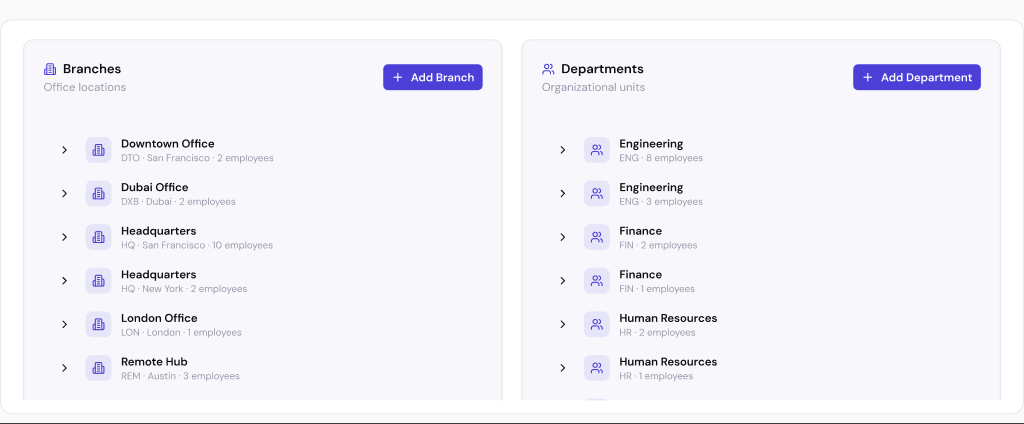 Branches
Office locations
+ Add Branch
Downtown Office
DTO · San Francisco · 2 employees
Dubai Office
DXB · Dubai · 2 employees
Headquarters
HQ · San Francisco · 10 employees
Headquarters
HQ · New York · 2 employees
London Office
LON · London · 1 employees
Remote Hub
REM · Austin · 3 employees
Departments
Organizational units
+ Add Department
Engineering
ENG · 8 employees
Engineering
ENG · 3 employees
Finance
FIN · 2 employees
Finance
FIN · 1 employees
Human Resources
HR · 2 employees
Human Resources
HR · 1 employees